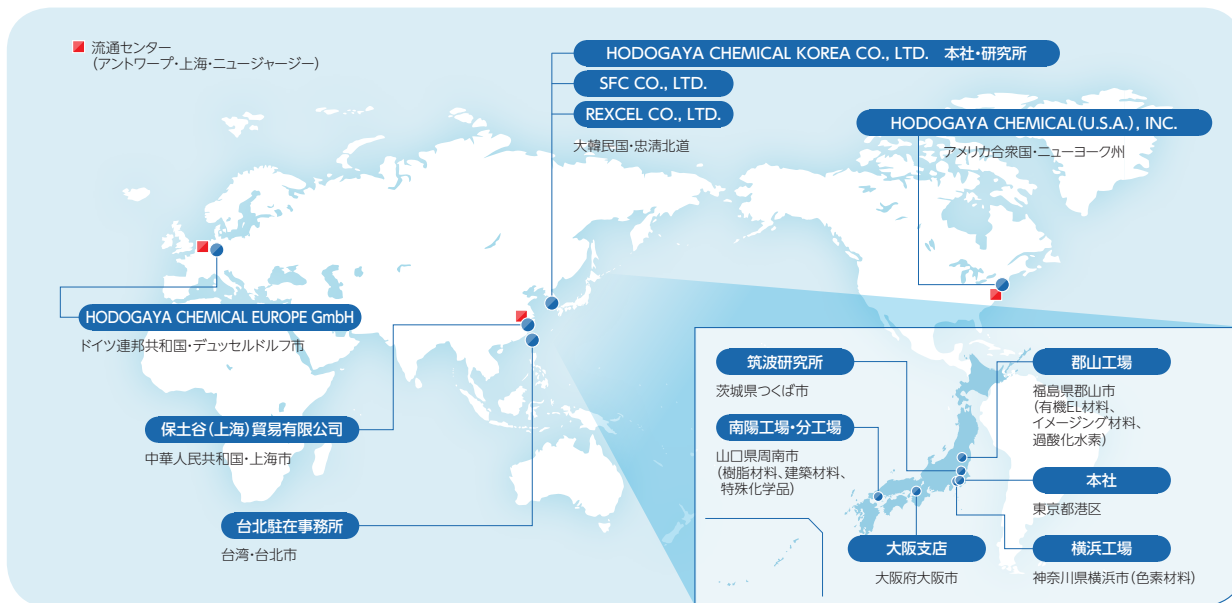 流通センター
(アントワープ・上海・ニュージャージー)
HODOGAYA CHEMICAL KOREA CO., LTD. 本社・研究所
SFC CO., LTD.
REXCEL CO., LTD.
大韓民国・忠淸北道
HODOGAYA CHEMICAL(U.S.A.), INC.
アメリカ合衆国・ニューヨーク州
HODOGAYA CHEMICAL EUROPE GmbH
ドイツ連邦共和国・デュッセルドルフ市
保土谷(上海)貿易有限公司
中華人民共和国・上海市
台北駐在事務所
台湾・台北市
筑波研究所
茨城県つくば市
南陽工場・分工場
山口県周南市
(樹脂材料、建築材料、
特殊化学品)
大阪支店
大阪府大阪市
郡山工場
福島県郡山市
(有機EL材料、
イメージング材料、
過酸化水素)
本社
東京都港区
横浜工場
神奈川県横浜市(色素材料)